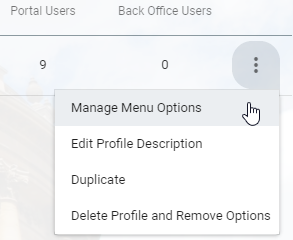 Portal Users Back Office Users
9 0
Manage Menu Options
Edit Profile Description
Duplicate
Delete Profile and Remove Options